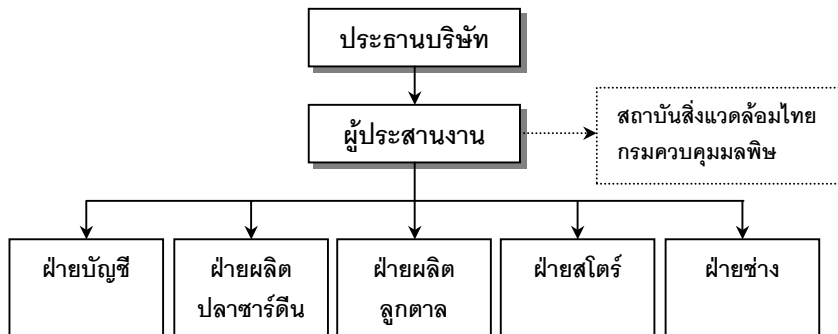 ประธานบริษัท
ผู้ประสานงาน
สถาบันสิ่งแวดล้อมไทย
กรมควบคุมมลพิษ
ฝ่ายบัญชี
ฝ่ายผลิต
ปลาซาร์ดีน
ฝ่ายผลิต
ลูกตาล
ฝ่ายสโตร์
ฝ่ายช่าง